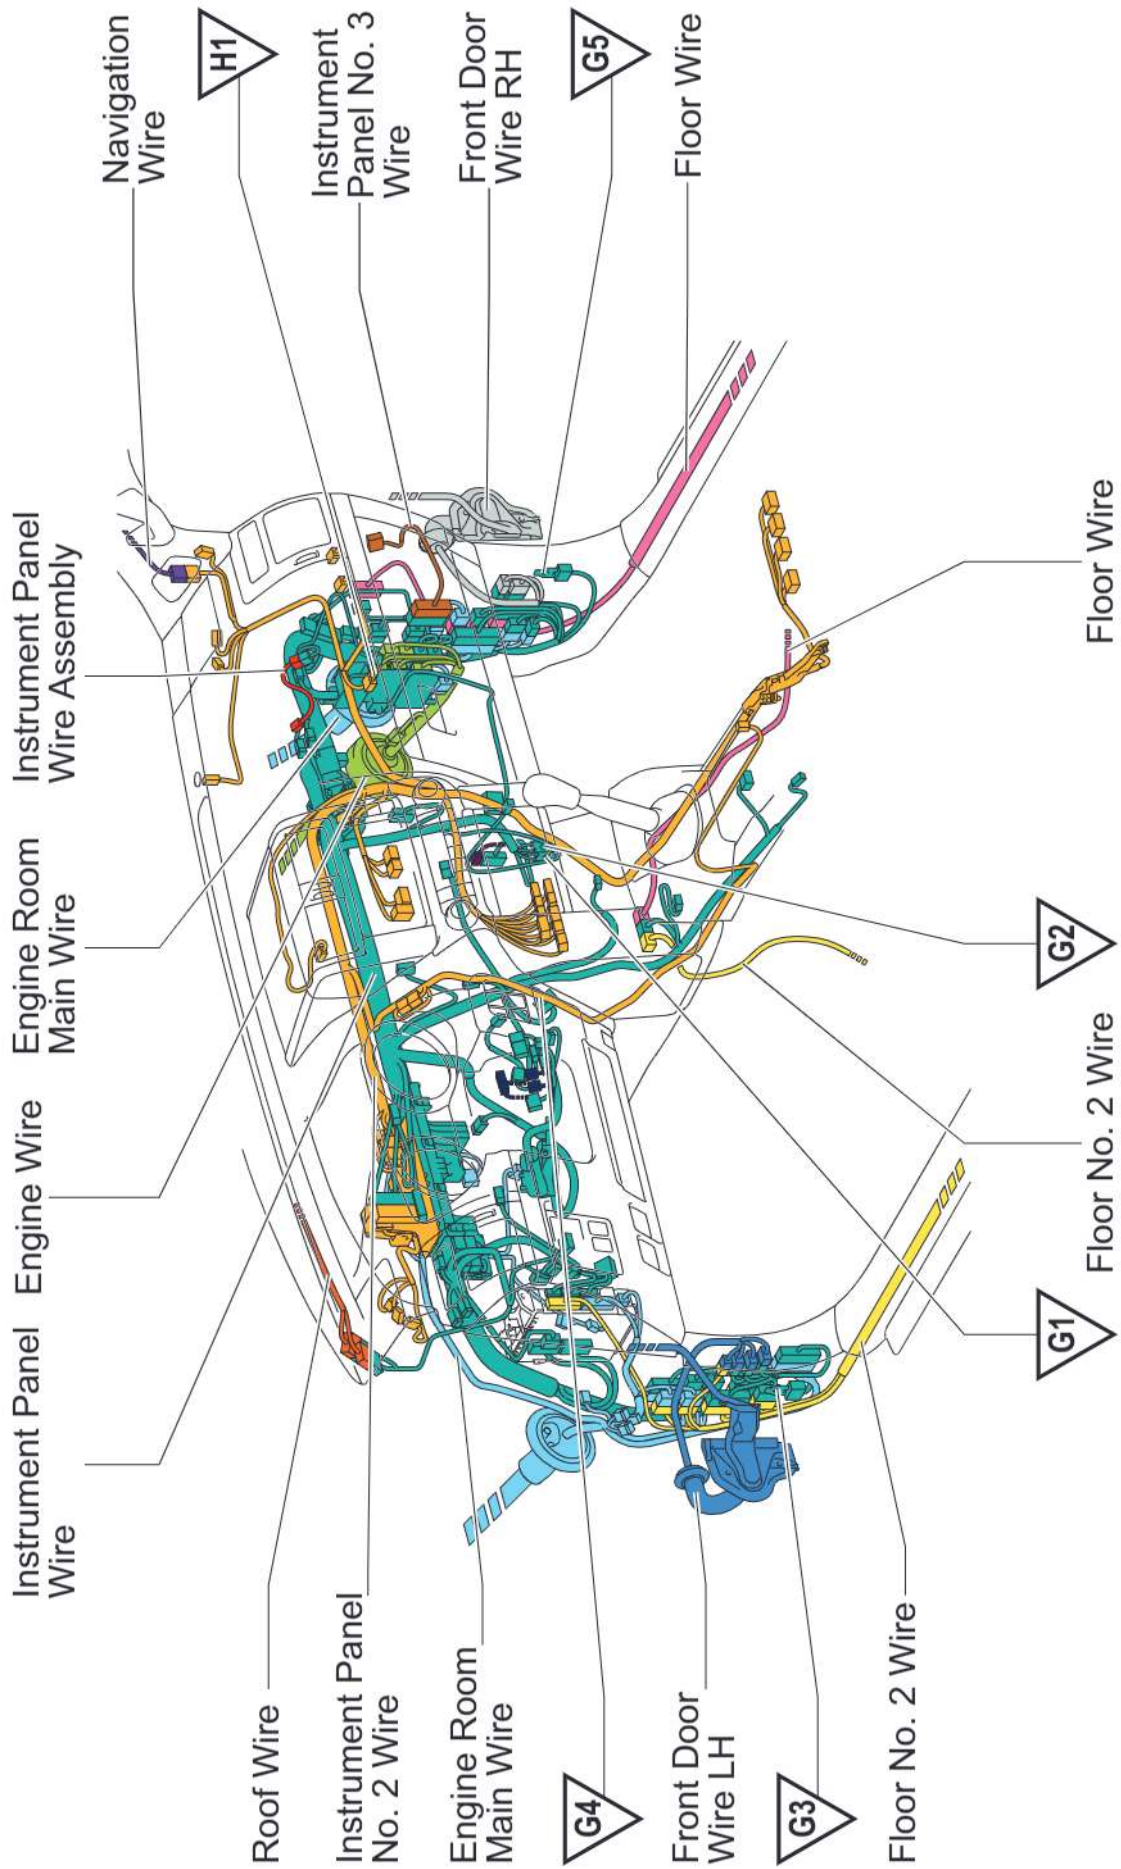 Instrument Panel
Wire
Engine Wire
Engine Room
Main Wire
Instrument Panel
Wire Assembly
Navigation
Wire
H1
Instrument
Panel No. 3
Wire
Front Door
Wire RH
G5
Floor Wire
Roof Wire
Instrument Panel
No. 2 Wire
Engine Room
Main Wire
G4
Front Door
Wire LH
G3
Floor No. 2 Wire
G1
Floor No. 2 Wire
G2
Floor Wire